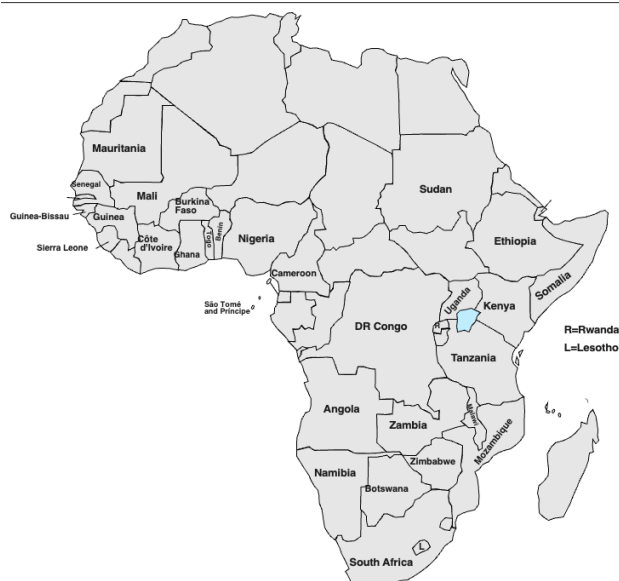 Mauritania
Senegal
Mali
Burkina
Faso
Sudan
Guinea-Bissau
Guinea
Sierra Leone
Côte
d'Ivoire
Ghana
Togo
Benin
Nigeria
Ethiopia
Cameroon
Somalia
Uganda
Kenya
São Tomé
and Príncipe
DR Congo
R
R=Rwanda
L=Lesotho
Tanzania
Angola
Malawi
Zambia
Mozambique
Zimbabwe
Namibia
Botswana
L
South Africa